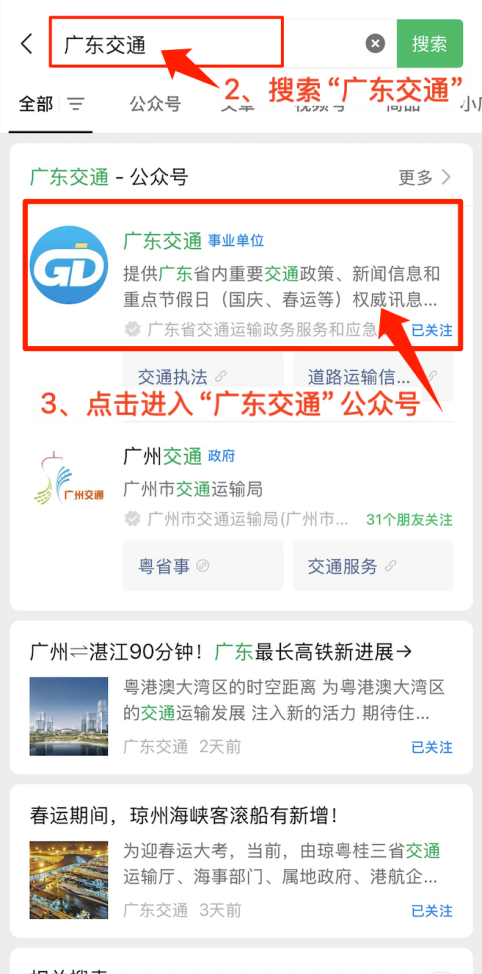 广东交通
搜索
2、搜索“广东交通”
全部
公众号
广东交通 - 公众号
更多
广东交通 事业单位
提供广东省内重要交通政策、新闻信息和
重点节假日（国庆、春运等）权威讯息...
广东省交通运输政务服务和应急
已关注
GD
交通执法
道路运输信...
3、点击进入“广东交通”公众号
广州交通 政府
广州市交通运输局
广州市交通运输局(广州市...
31个朋友关注
广州交通
粤省事
交通服务
广州⇌湛江90分钟！广东最长高铁新进展→
粤港澳大湾区的时空距离 为粤港澳大湾区
的交通运输发展 注入新的活力 期待住...
广东交通 2天前
已关注
春运期间，琼州海峡客滚船有新增！
为迎春运大考，当前，由琼粤桂三省交通
运输厅、海事部门、属地政府、港航企...
广东交通 3天前
已关注